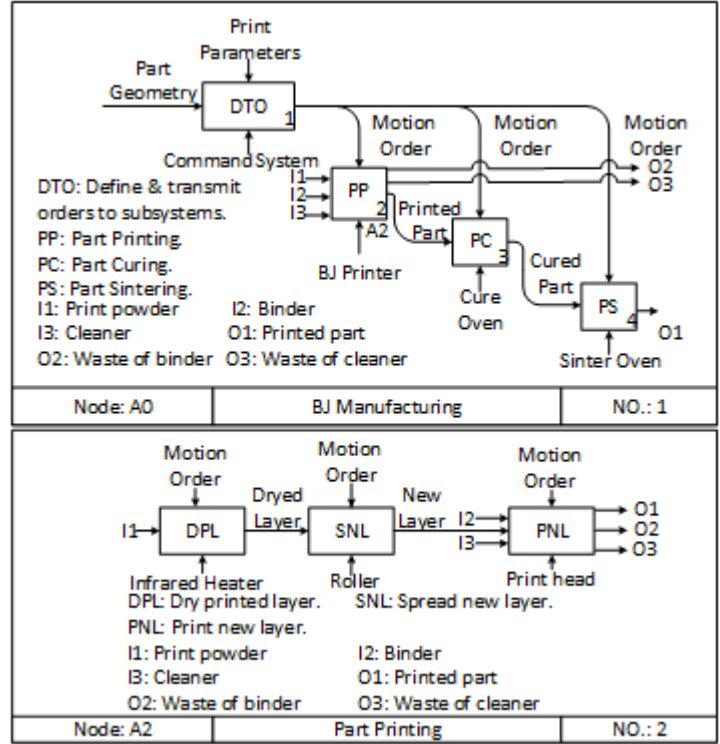 Print
Parameters
Part
Geometry
DTO
1
Command System
Motion
Order
Motion
Order
Motion
Order
I1
I2
I3
PP
2
A2
O2
O3
Printed
Part
BJ Printer
PC
3
Cure
Oven
Cured
Part
PS
4
O1
Sinter Oven
DTO: Define & transmit
orders to subsystems.
PP: Part Printing.
PC: Part Curing.
PS: Part Sintering.
I1: Print powder I2: Binder
I3: Cleaner O1: Printed part
O2: Waste of binder O3: Waste of cleaner
Node: A0 BJ Manufacturing NO.: 1
Motion
Order
Motion
Order
Motion
Order
I1
DPL
Dryed
Layer
SNL
New
Layer
I2
I3
PNL
O1
O2
O3
Infrared Heater
Roller
Print head
DPL: Dry printed layer. SNL: Spread new layer.
PNL: Print new layer.
I1: Print powder I2: Binder
I3: Cleaner O1: Printed part
O2: Waste of binder O3: Waste of cleaner
Node: A2 Part Printing NO.: 2